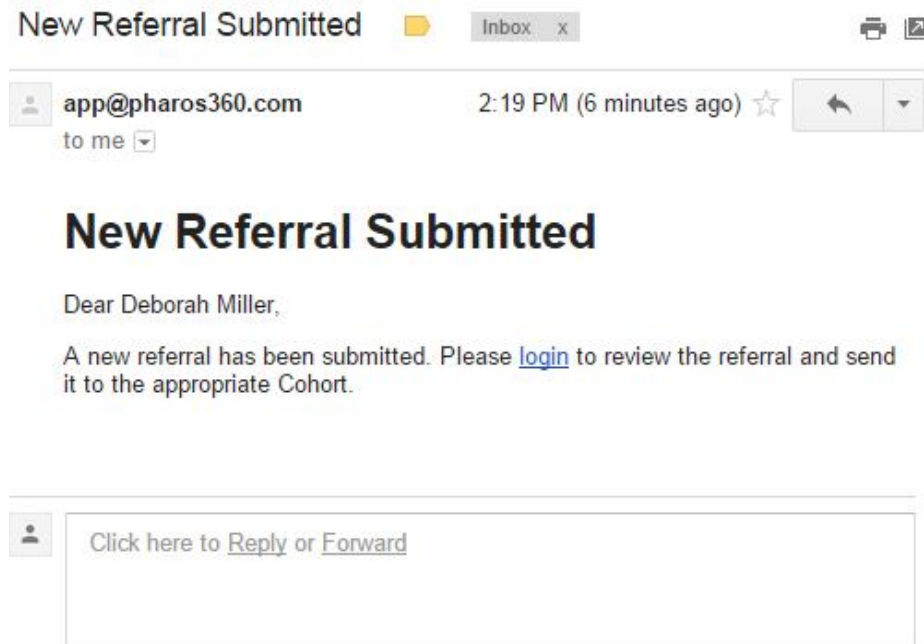 New Referral Submitted
Inbox x
app@pharos360.com 2:19 PM (6 minutes ago)
to me
New Referral Submitted
Dear Deborah Miller,
A new referral has been submitted. Please login to review the referral and send
it to the appropriate Cohort.
Click here to Reply or Forward